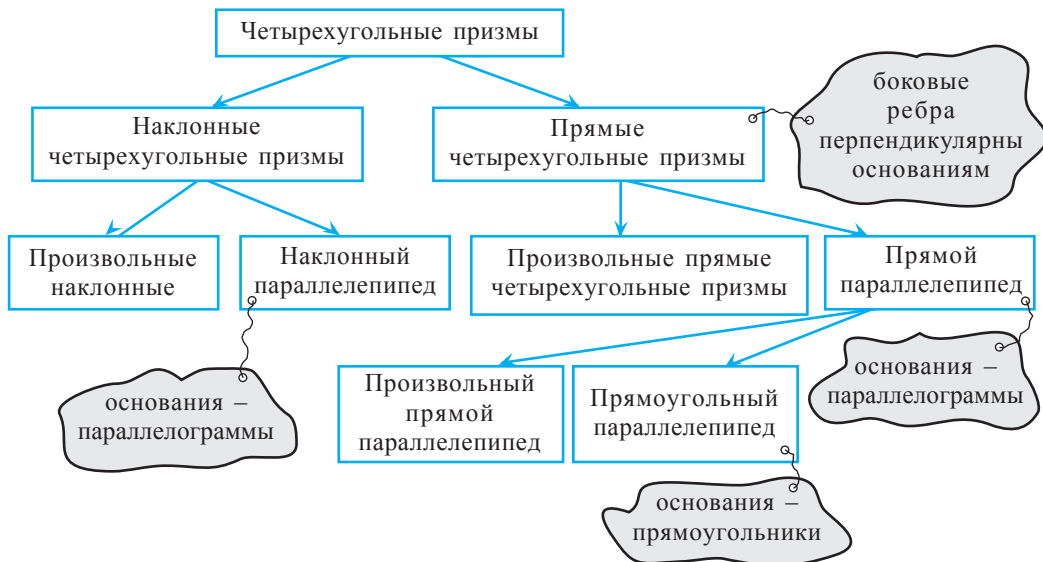 Четырехугольные призмы
Наклонные
четырехугольные призмы
Прямые
четырехугольные призмы
боковые
ребра
перпендикулярны
основаниям
Произвольные
наклонные
Наклонный
параллелепипед
Произвольные прямые
четырехугольные призмы
Прямой
параллелепипед
основания –
параллелограммы
Произвольный
прямой
параллелепипед
Прямоугольный
параллелепипед
основания –
параллелограммы
основания –
прямоугольники